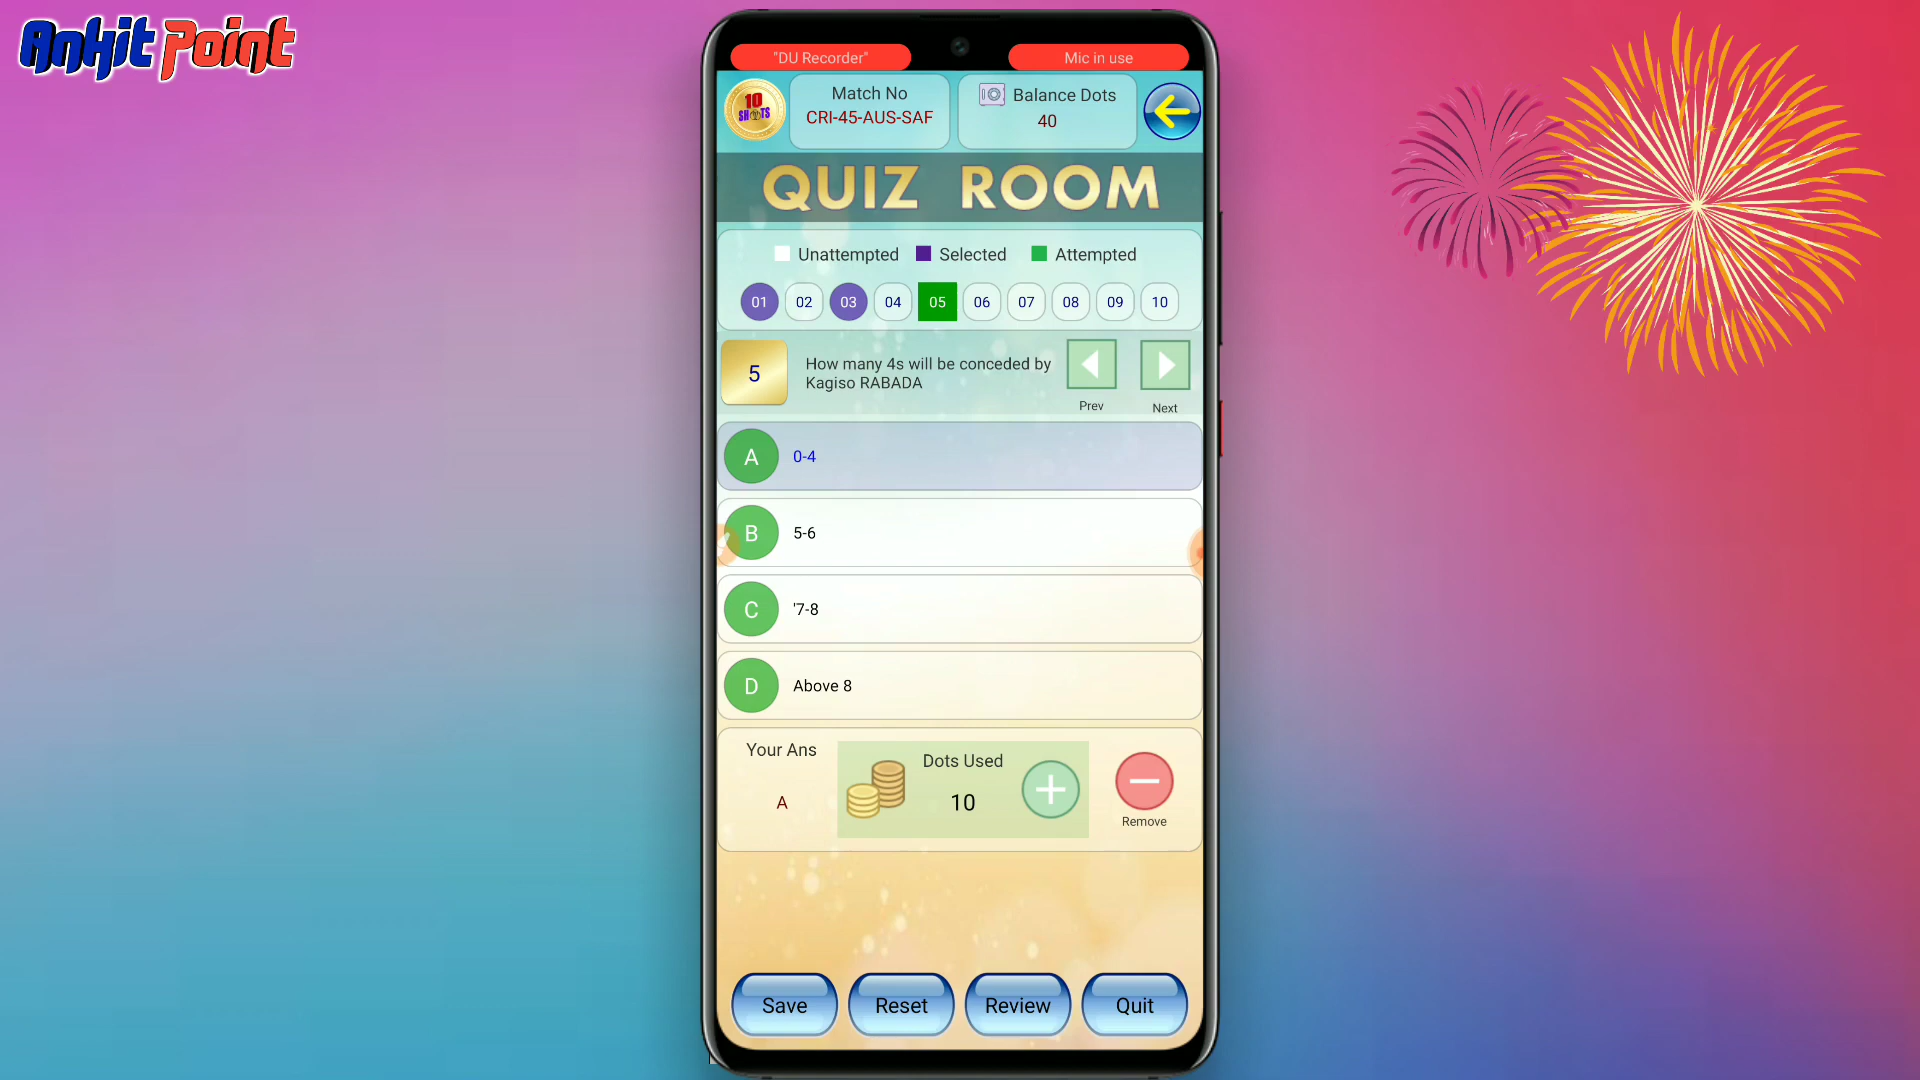 Ankit Point
"DU Recorder"
Mic in use
10
SHOTS
Match No
CRI-45-AUS-SAF
Balance Dots
40
QUIZ ROOM
Unattempted
Selected
Attempted
01 02 03 04 05 06 07 08 09 10
5
How many 4s will be conceded by
Kagiso RABADA
Prev
Next
A
0-4
B
5-6
C
'7-8
D
Above 8
Your Ans
A
Dots Used
10
Remove
Save
Reset
Review
Quit